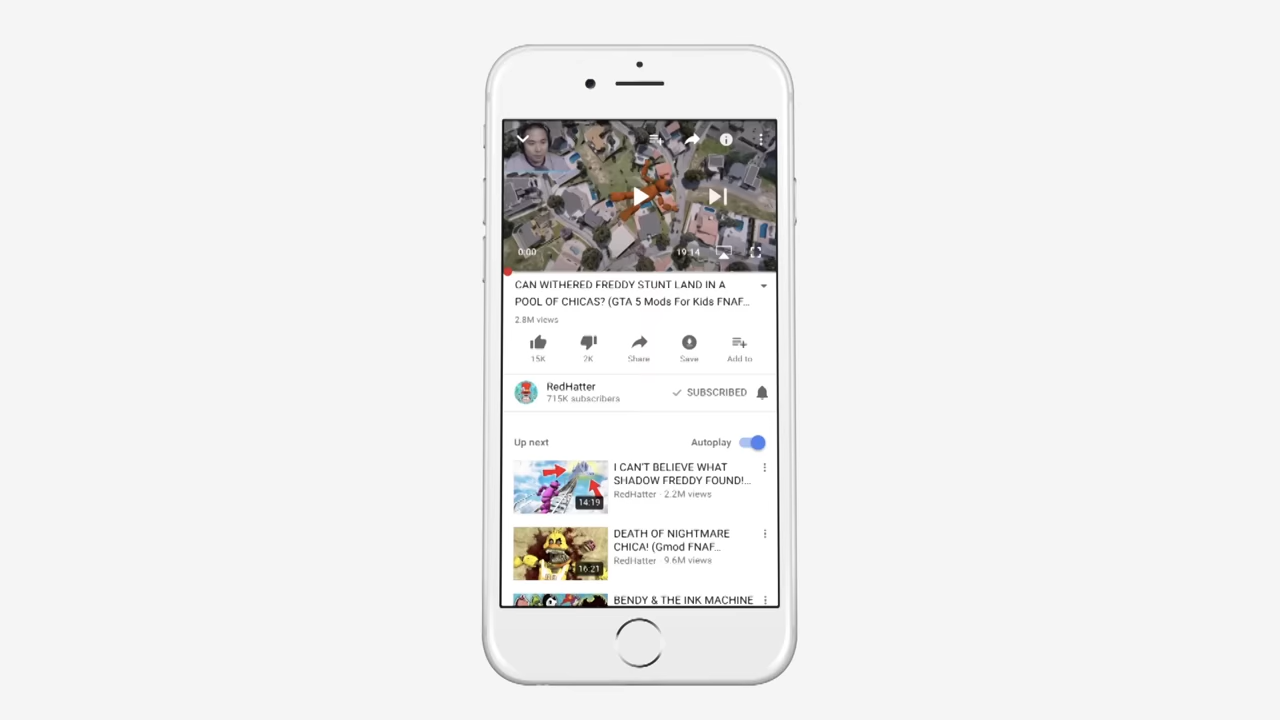 0:00
19:14
CAN WITHERED FREDDY STUNT LAND IN A
POOL OF CHICAS? (GTA 5 Mods For Kids FNAF...
2.8M views
15K
2K
Share
Save
Add to
RedHatter
715K subscribers
SUBSCRIBED
Up next
Autoplay
I CAN'T BELIEVE WHAT
SHADOW FREDDY FOUND!...
RedHatter · 2.2M views
14:19
DEATH OF NIGHTMARE
CHICA! (Gmod FNAF...
RedHatter · 9.6M views
16:21
BENDY & THE INK MACHINE